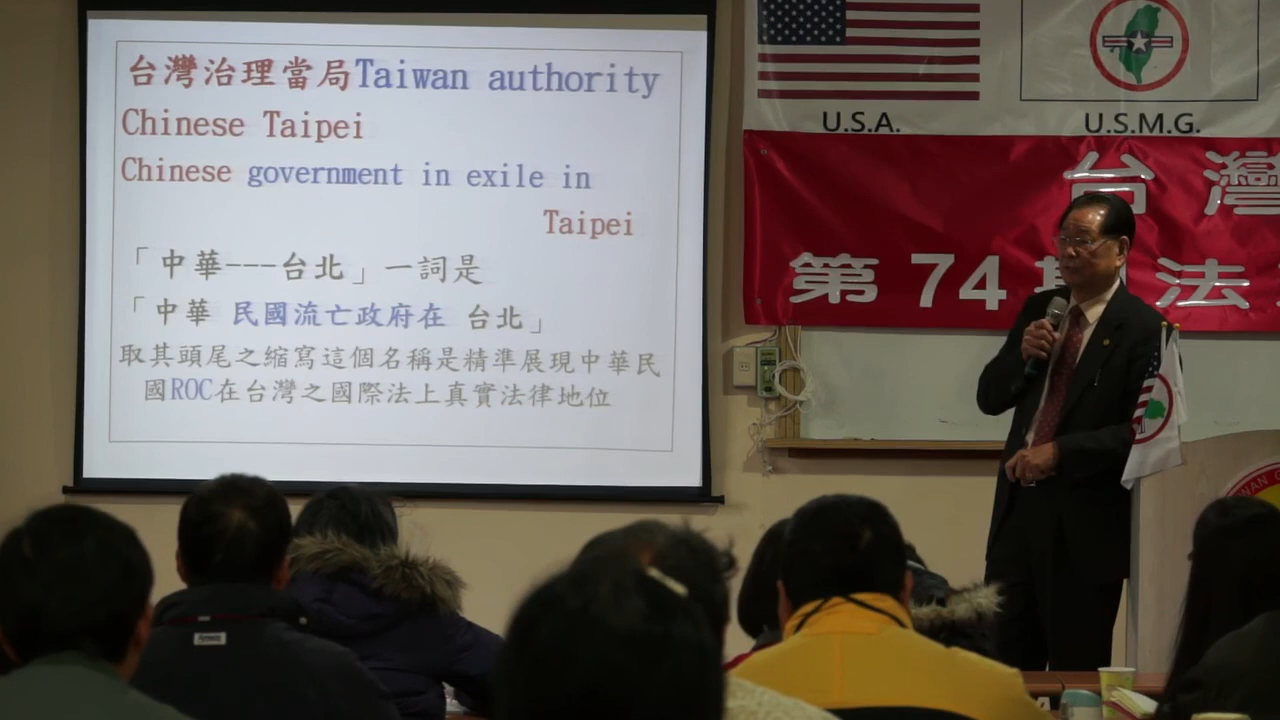 台灣治理當局Taiwan authority
Chinese Taipei
Chinese government in exile in
Taipei
「中華---台北」一詞是
「中華 民國流亡政府在 台北」
取其頭尾之縮寫這個名稱是精準展現中華民
國ROC在台灣之國際法上真實法律地位
U.S.A.
U.S.M.G.
台灣
第74期法